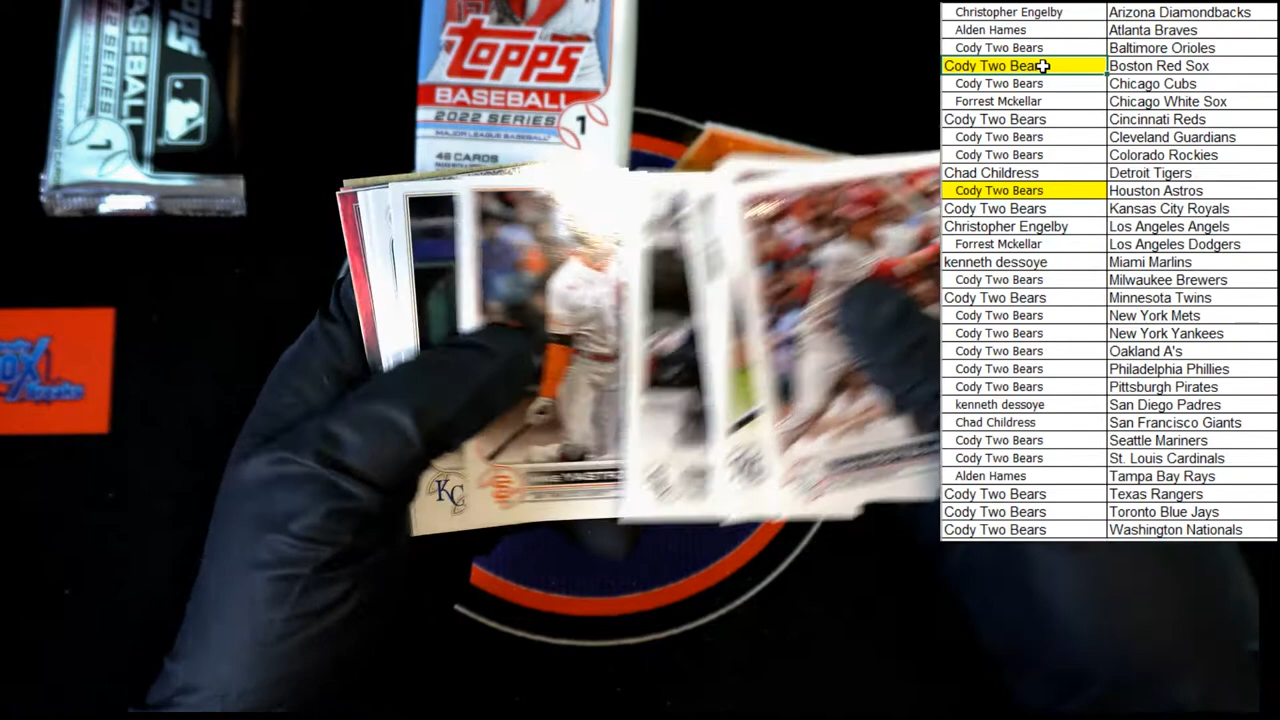 TOPPS
BASEBALL
1
topps
BASEBALL
2022 SERIES 1
MAJOR LEAGUE BASEBALL
46 CARDS
KC
Christopher Engelby Arizona Diamondbacks
Alden Hames Atlanta Braves
Cody Two Bears Baltimore Orioles
Cody Two Bears Boston Red Sox
Cody Two Bears Chicago Cubs
Forrest Mckellar Chicago White Sox
Cody Two Bears Cincinnati Reds
Cody Two Bears Cleveland Guardians
Cody Two Bears Colorado Rockies
Chad Childress Detroit Tigers
Cody Two Bears Houston Astros
Cody Two Bears Kansas City Royals
Christopher Engelby Los Angeles Angels
Forrest Mckellar Los Angeles Dodgers
kenneth dessoye Miami Marlins
Cody Two Bears Milwaukee Brewers
Cody Two Bears Minnesota Twins
Cody Two Bears New York Mets
Cody Two Bears New York Yankees
Cody Two Bears Oakland A's
Cody Two Bears Philadelphia Phillies
Cody Two Bears Pittsburgh Pirates
kenneth dessoye San Diego Padres
Chad Childress San Francisco Giants
Cody Two Bears Seattle Mariners
Cody Two Bears St. Louis Cardinals
Alden Hames Tampa Bay Rays
Cody Two Bears Texas Rangers
Cody Two Bears Toronto Blue Jays
Cody Two Bears Washington Nationals